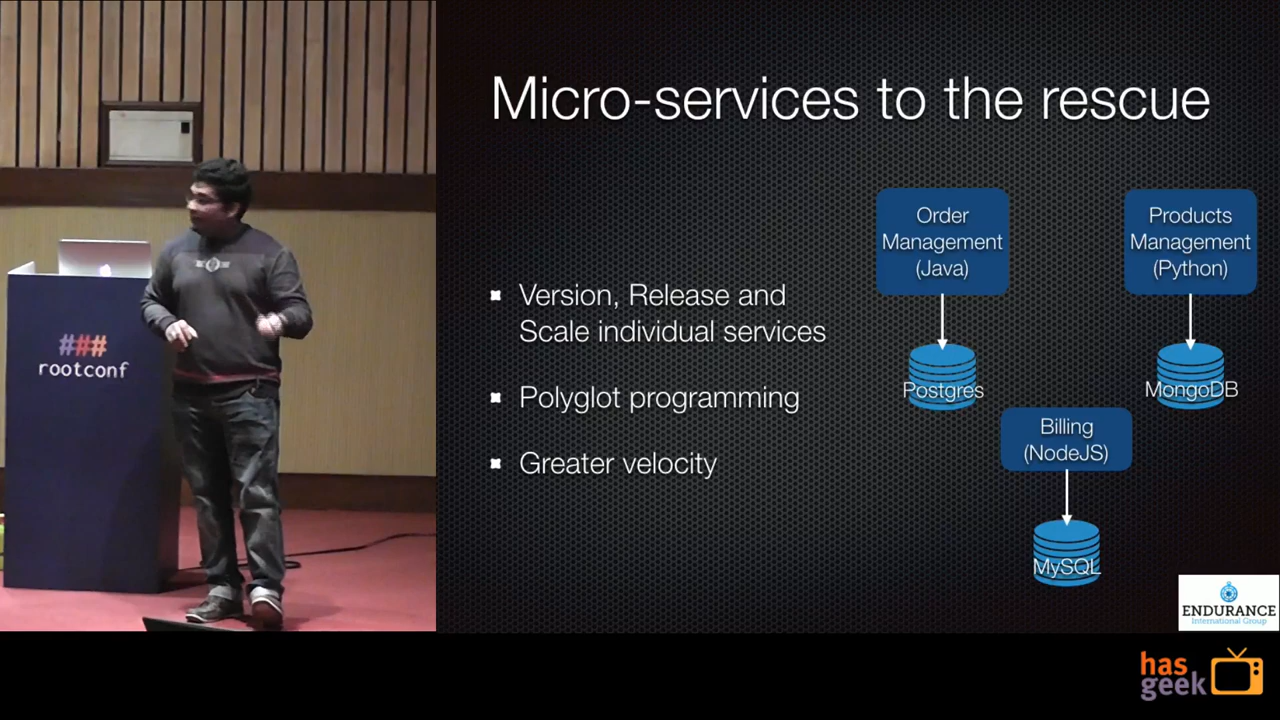 Micro-services to the rescue
Version, Release and
Scale individual services
Polyglot programming
Greater velocity
Order
Management
(Java)
Postgres
Products
Management
(Python)
MongoDB
Billing
(NodeJS)
MySQL
###
rootconf
ENDURANCE
International Group
has
geek